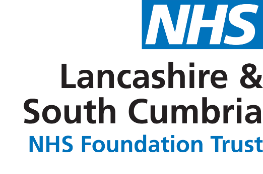 NHS
Lancashire &
South Cumbria
NHS Foundation Trust